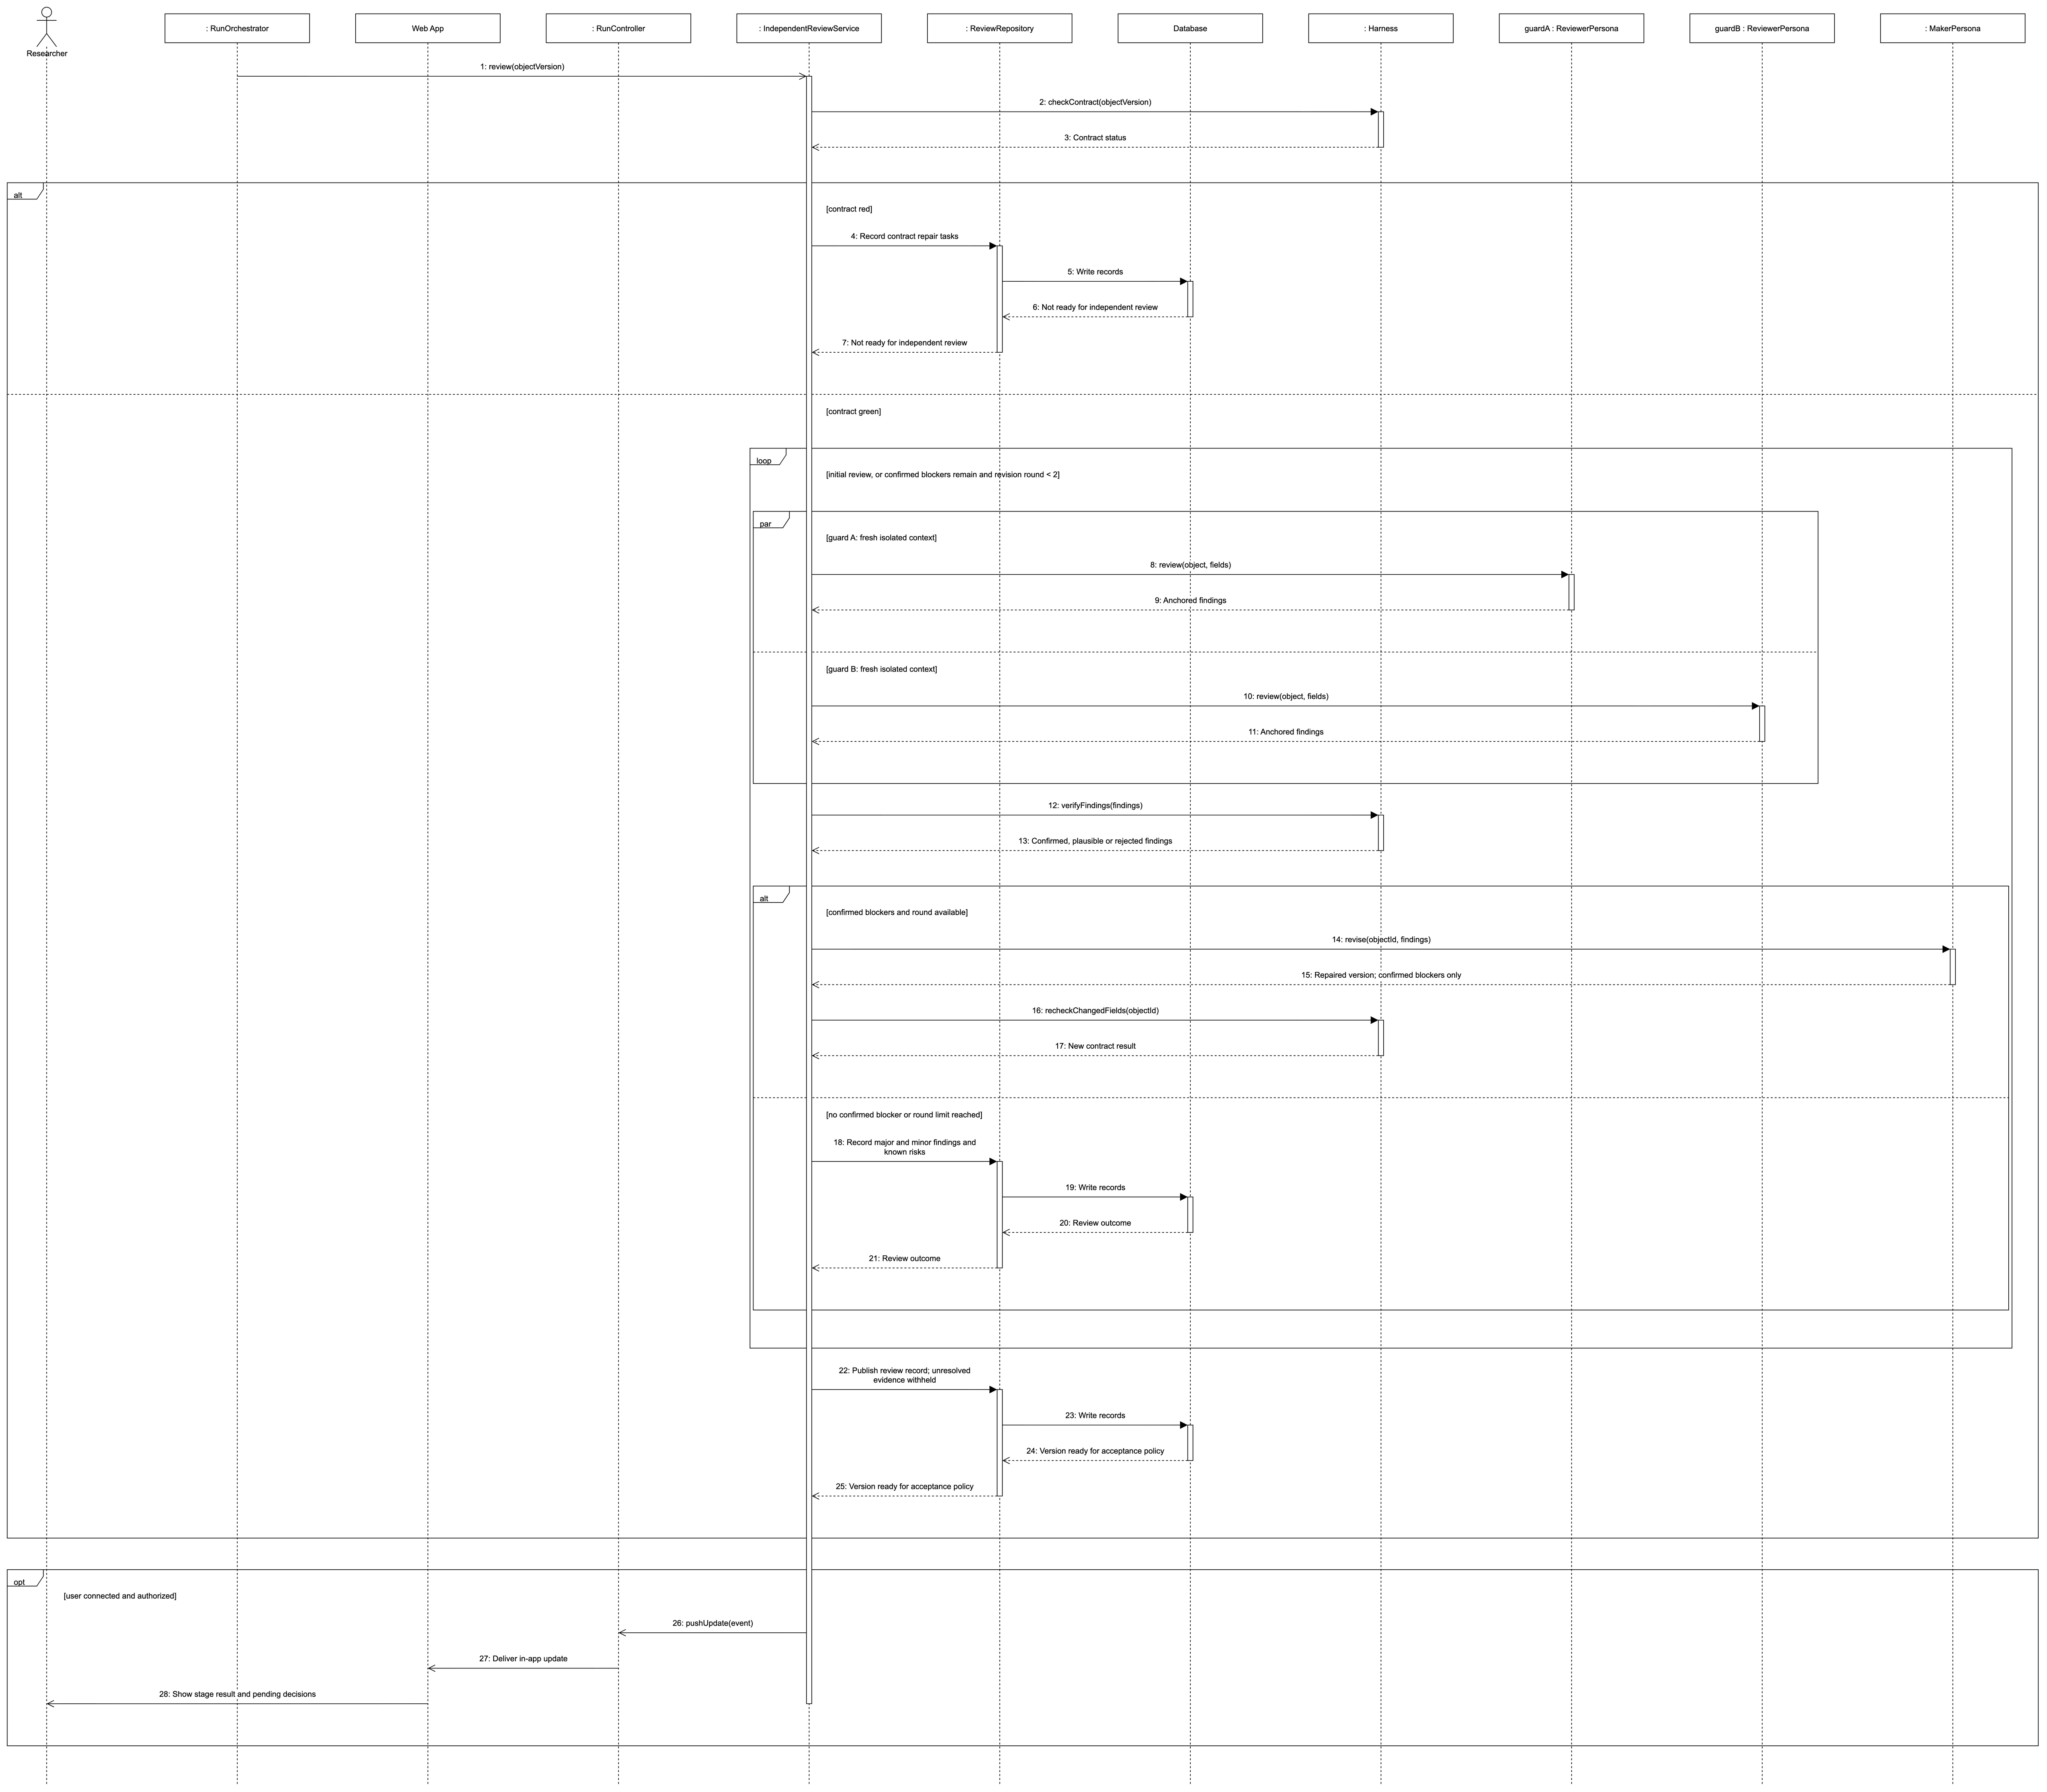 Researcher
: RunOrchestrator
Web App
: RunController
: IndependentReviewService
: ReviewRepository
Database
: Harness
guardA : ReviewerPersona
guardB : ReviewerPersona
: MakerPersona
1: review(objectVersion)
2: checkContract(objectVersion)
3: Contract status
alt
[contract red]
4: Record contract repair tasks
5: Write records
6: Not ready for independent review
7: Not ready for independent review
[contract green]
loop
[initial review, or confirmed blockers remain and revision round < 2]
par
[guard A: fresh isolated context]
8: review(object, fields)
9: Anchored findings
[guard B: fresh isolated context]
10: review(object, fields)
11: Anchored findings
12: verifyFindings(findings)
13: Confirmed, plausible or rejected findings
alt
[confirmed blockers and round available]
14: revise(objectId, findings)
15: Repaired version; confirmed blockers only
16: recheckChangedFields(objectId)
17: New contract result
[no confirmed blocker or round limit reached]
18: Record major and minor findings and
known risks
19: Write records
20: Review outcome
21: Review outcome
22: Publish review record; unresolved
evidence withheld
23: Write records
24: Version ready for acceptance policy
25: Version ready for acceptance policy
opt
[user connected and authorized]
26: pushUpdate(event)
27: Deliver in-app update
28: Show stage result and pending decisions